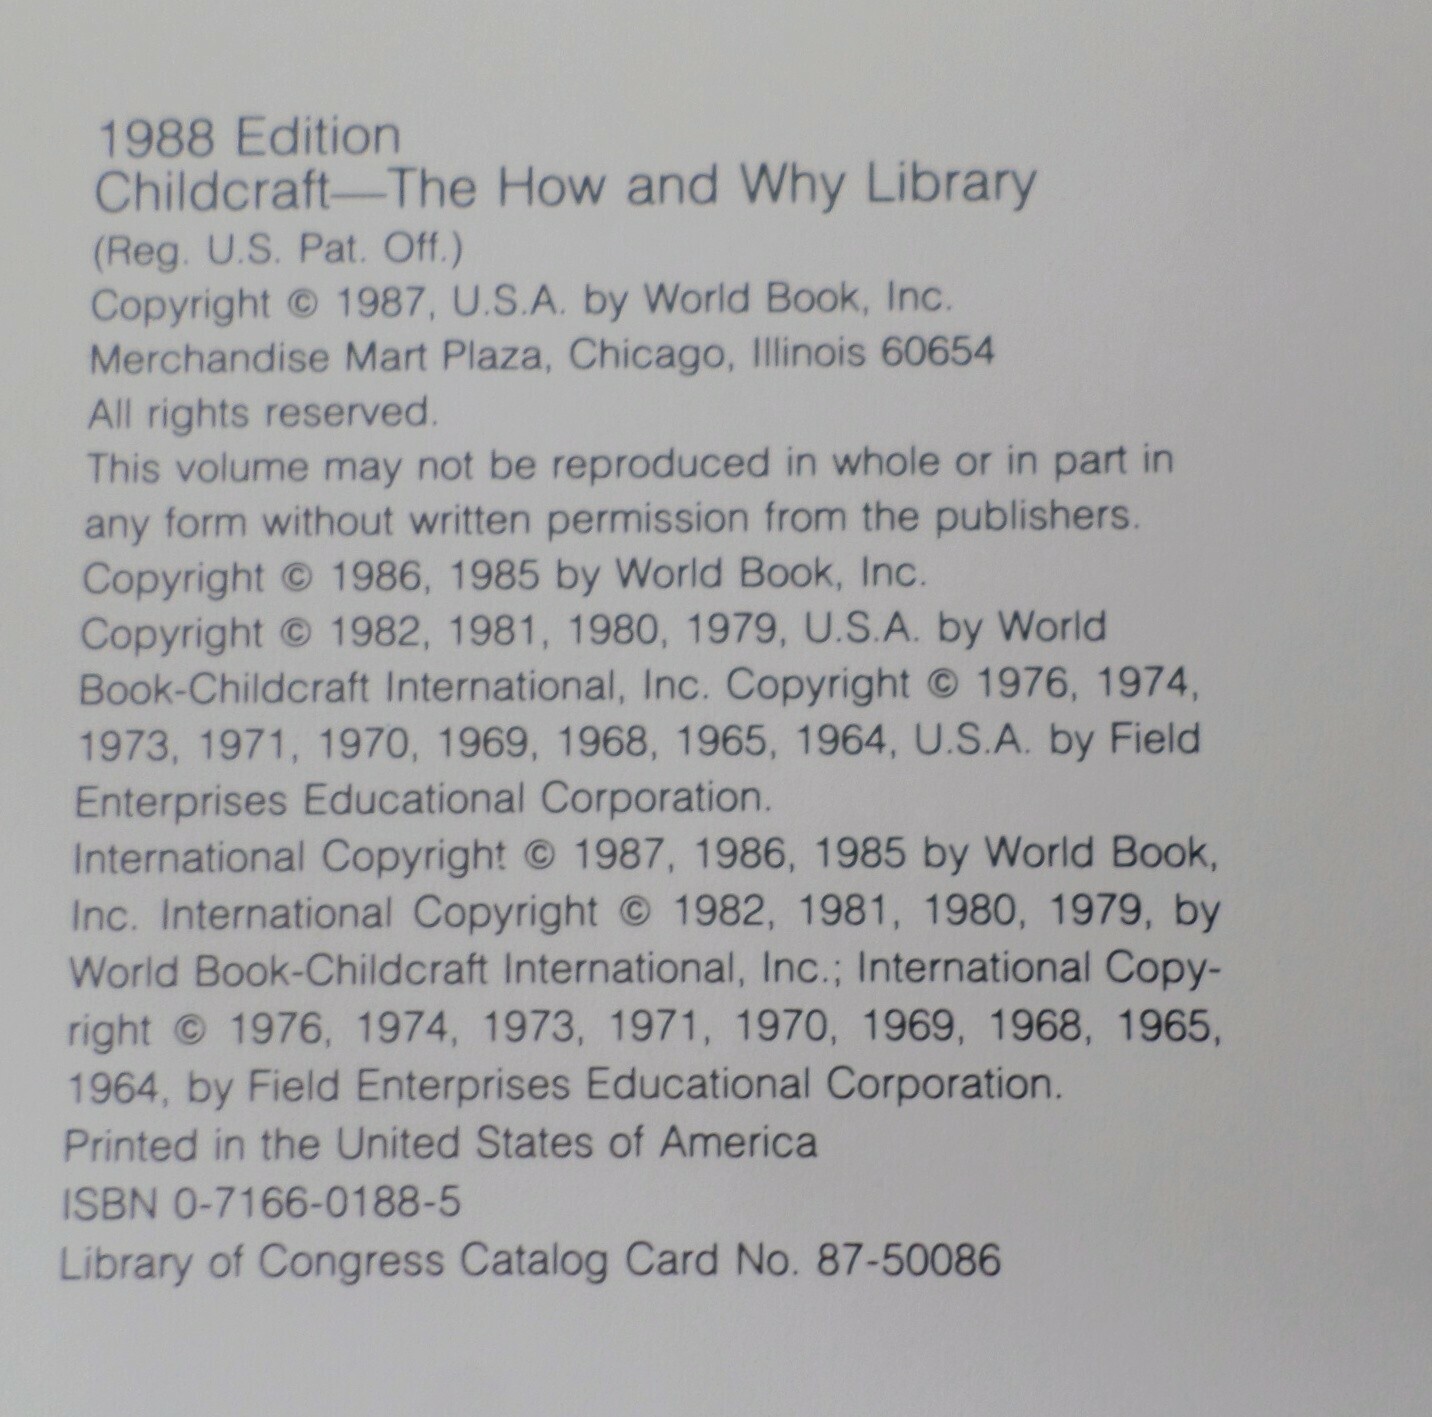 1988 Edition
Childcraft—The How and Why Library
(Reg. U.S. Pat. Off.)
Copyright © 1987, U.S.A. by World Book, Inc.
Merchandise Mart Plaza, Chicago, Illinois 60654
All rights reserved.
This volume may not be reproduced in whole or in part in
any form without written permission from the publishers.
Copyright © 1986, 1985 by World Book, Inc.
Copyright © 1982, 1981, 1980, 1979, U.S.A. by World
Book-Childcraft International, Inc. Copyright © 1976, 1974,
1973, 1971, 1970, 1969, 1968, 1965, 1964, U.S.A. by Field
Enterprises Educational Corporation.
International Copyright © 1987, 1986, 1985 by World Book,
Inc. International Copyright © 1982, 1981, 1980, 1979, by
World Book-Childcraft International, Inc.; International Copy-
right © 1976, 1974, 1973, 1971, 1970, 1969, 1968, 1965,
1964, by Field Enterprises Educational Corporation.
Printed in the United States of America
ISBN 0-7166-0188-5
Library of Congress Catalog Card No. 87-50086